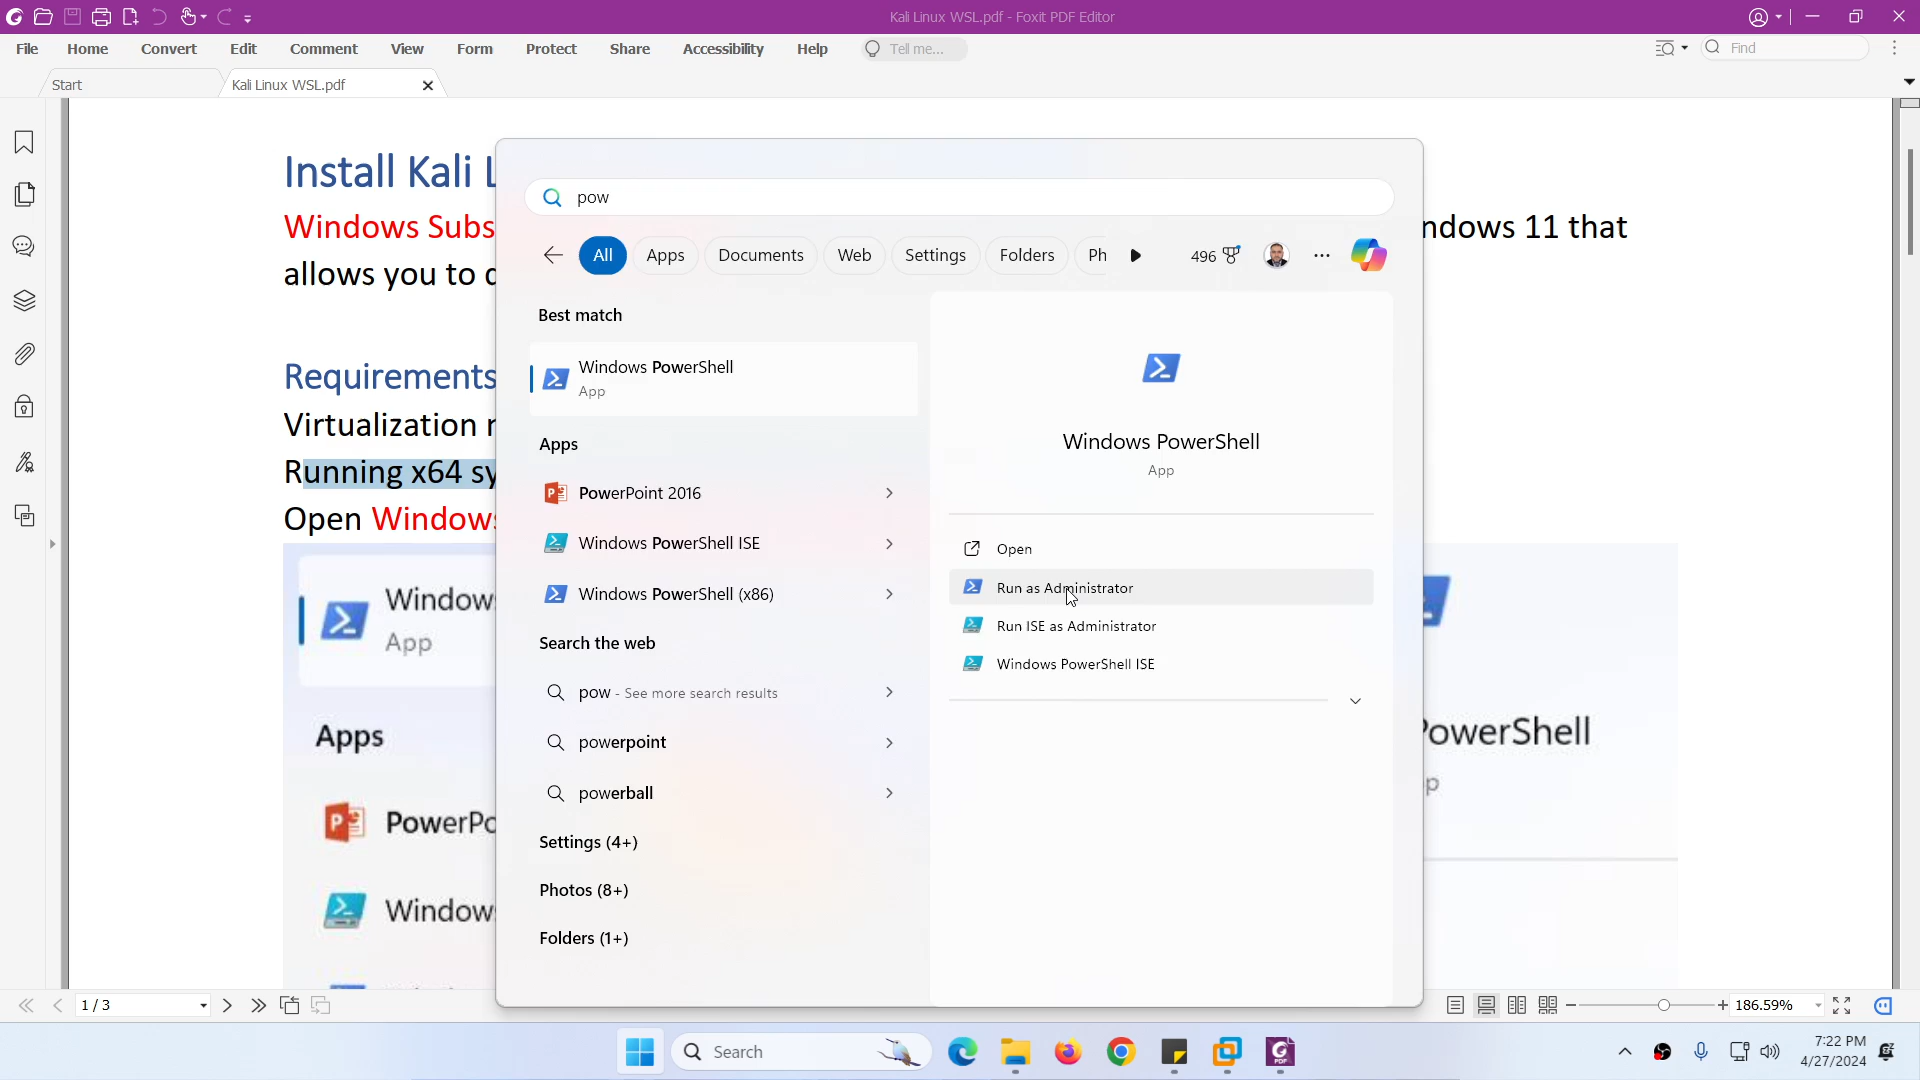 Kali Linux WSL.pdf - Foxit PDF Editor
File Home Convert Edit Comment View Form Protect Share Accessibility Help Tell me... Find
Start Kali Linux WSL.pdf
Install Kali L
Windows Subs
ndows 11 that
allows you to d
Requirements
Virtualization r
Running x64 sy
Open Windows
Window
App
Apps
PowerPo
Window
PowerShell
p
pow
All Apps Documents Web Settings Folders Ph 496
Best match
Windows PowerShell
App
Apps
PowerPoint 2016
Windows PowerShell ISE
Windows PowerShell (x86)
Search the web
pow - See more search results
powerpoint
powerball
Settings (4+)
Photos (8+)
Folders (1+)
Windows PowerShell
App
Open
Run as Administrator
Run ISE as Administrator
Windows PowerShell ISE
1 / 3 186.59%
Search
7:22 PM
4/27/2024